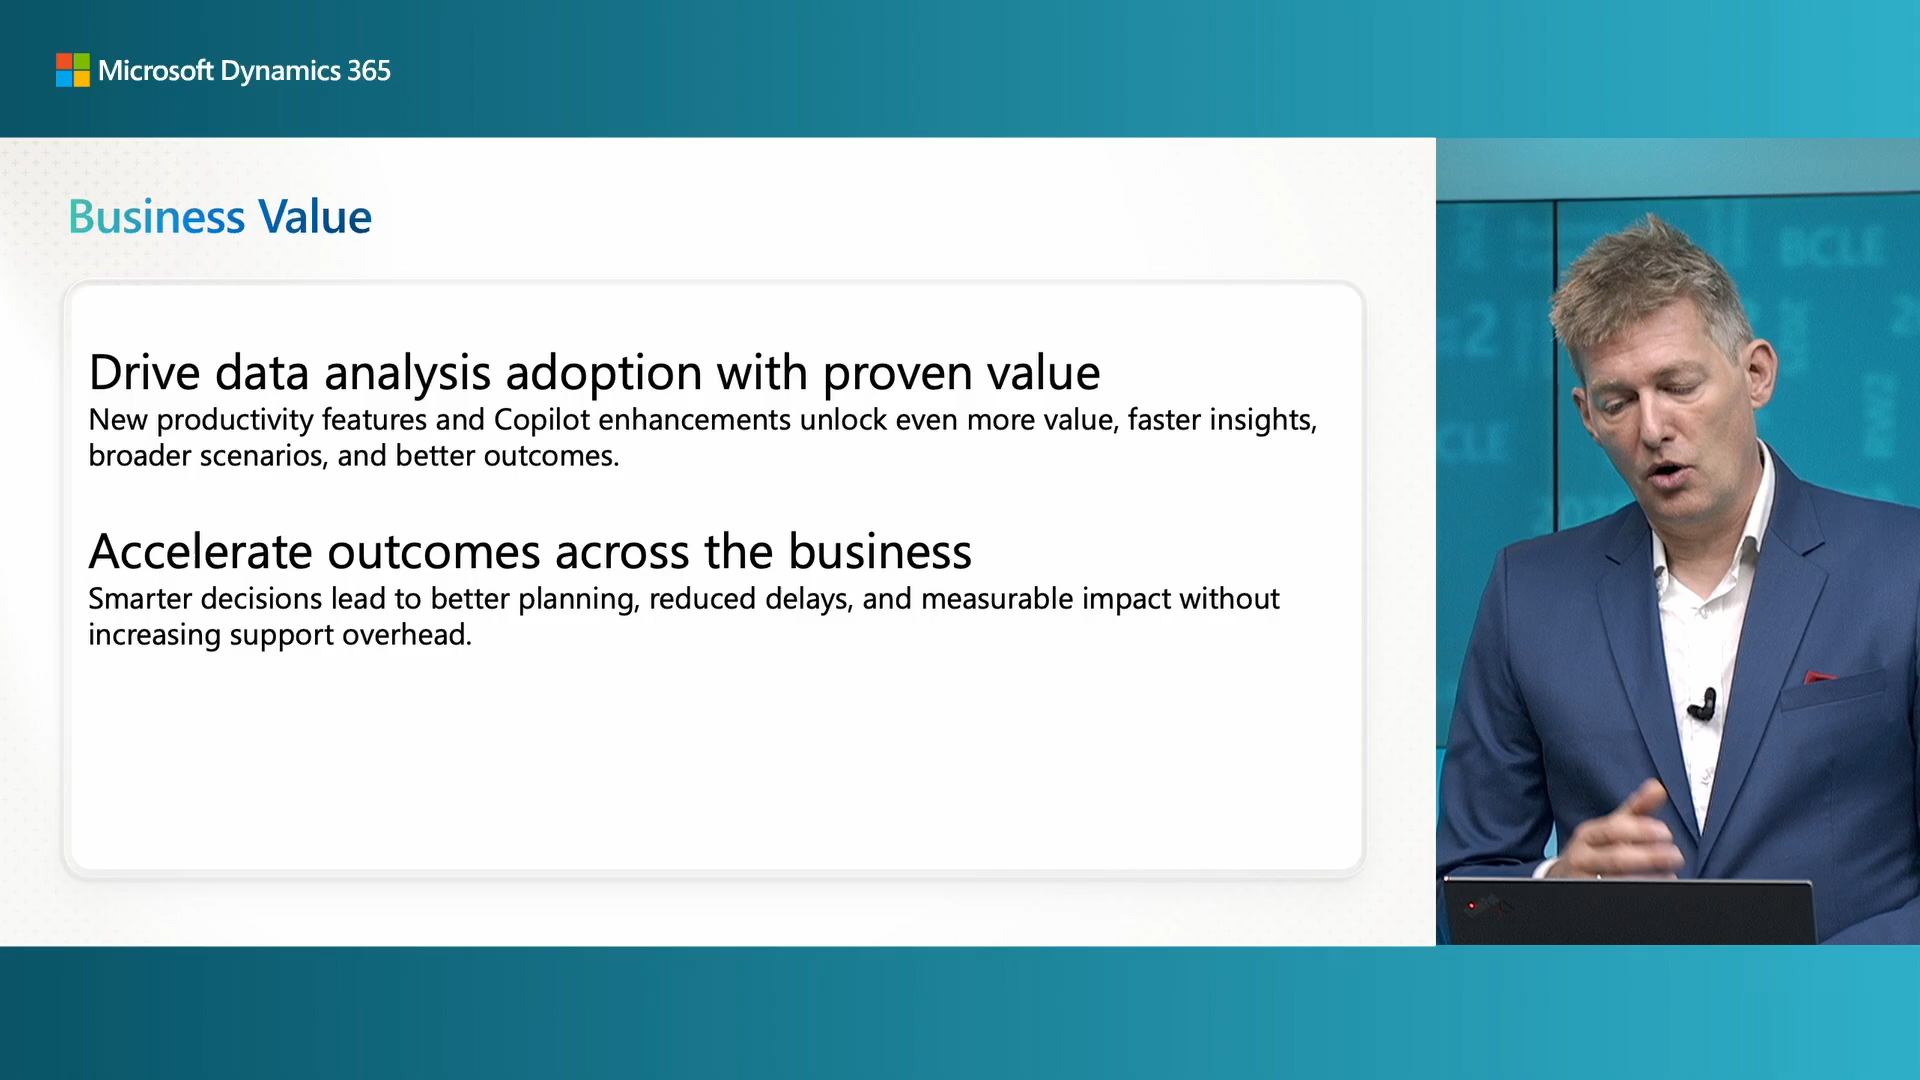 Microsoft Dynamics 365
Business Value
Drive data analysis adoption with proven value
New productivity features and Copilot enhancements unlock even more value, faster insights,
broader scenarios, and better outcomes.
Accelerate outcomes across the business
Smarter decisions lead to better planning, reduced delays, and measurable impact without
increasing support overhead.
BCLE